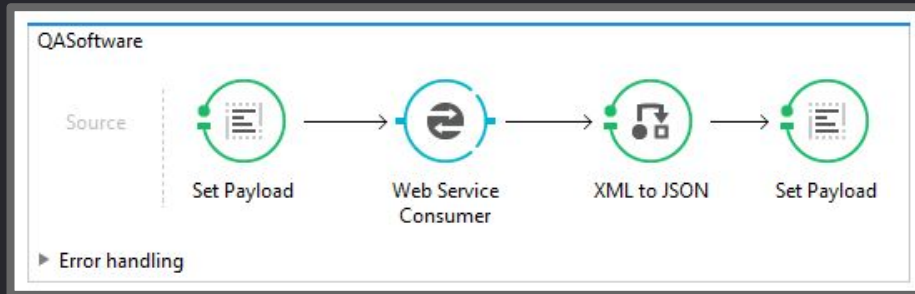 QASoftware
Source
Set Payload
Web Service
Consumer
XML to JSON
Set Payload
Error handling